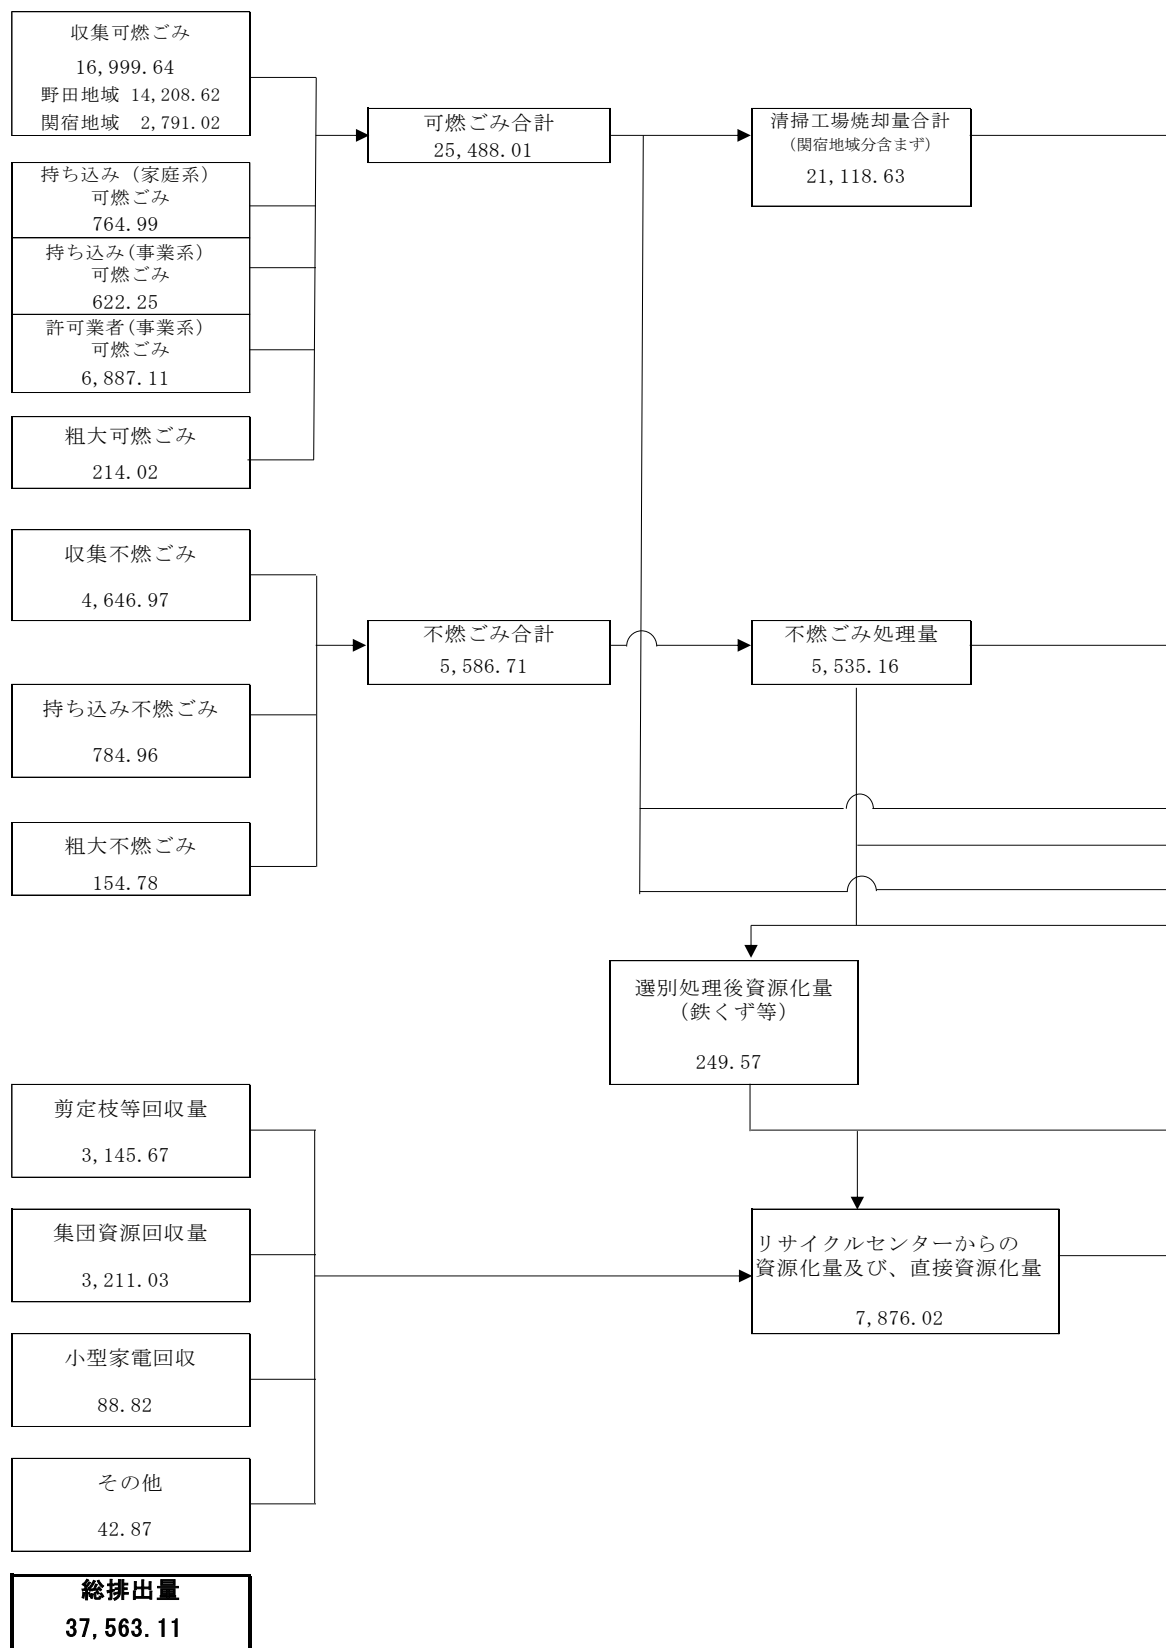 収集可燃ごみ
16,999.64
野田地域 14,208.62
関宿地域 2,791.02
持ち込み（家庭系）
可燃ごみ
764.99
持ち込み(事業系)
可燃ごみ
622.25
許可業者(事業系)
可燃ごみ
6,887.11
粗大可燃ごみ
214.02
可燃ごみ合計
25,488.01
清掃工場焼却量合計
（関宿地域分含まず）
21,118.63
収集不燃ごみ
4,646.97
持ち込み不燃ごみ
784.96
粗大不燃ごみ
154.78
不燃ごみ合計
5,586.71
不燃ごみ処理量
5,535.16
選別処理後資源化量
（鉄くず等）
249.57
剪定枝等回収量
3,145.67
集団資源回収量
3,211.03
小型家電回収
88.82
その他
42.87
リサイクルセンターからの
資源化量及び、直接資源化量
7,876.02
総排出量
37,563.11